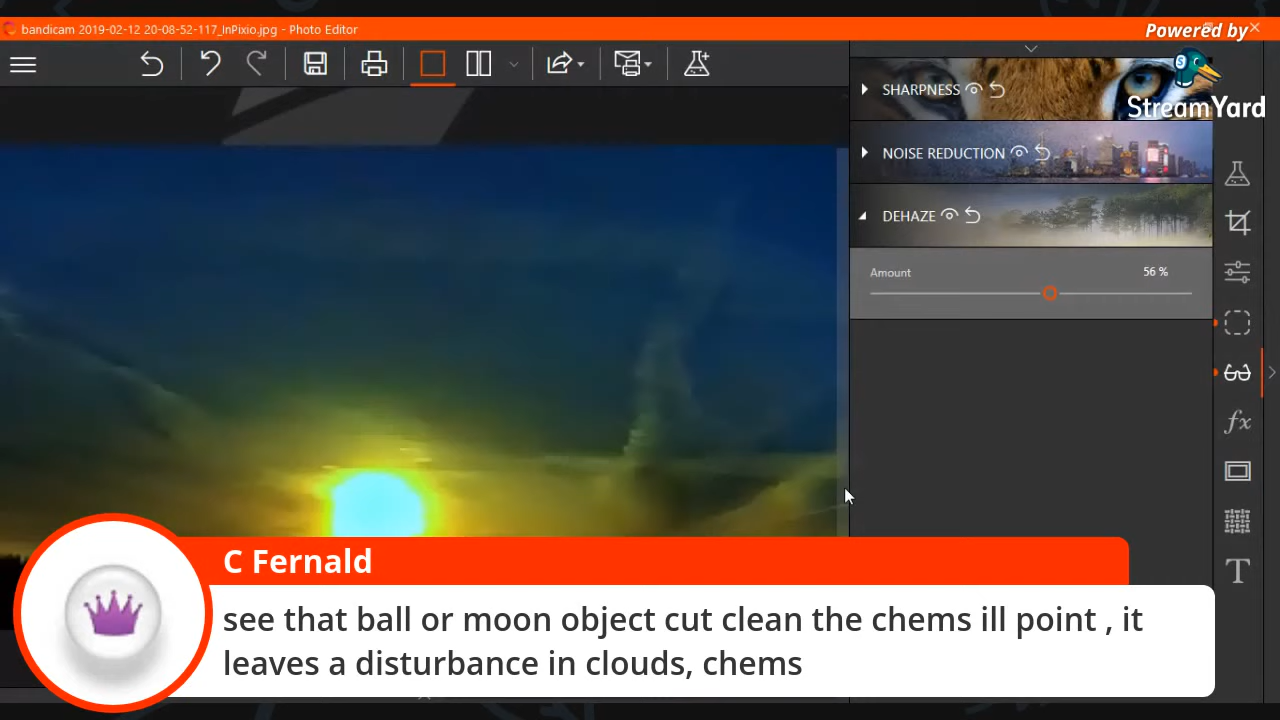 bandicam 2019-02-12 20-08-52-117_InPixio.jpg - Photo Editor
Powered by
StreamYard
SHARPNESS
NOISE REDUCTION
DEHAZE
Amount 56 %
fx
T
C Fernald
see that ball or moon object cut clean the chems ill point , it
leaves a disturbance in clouds, chems